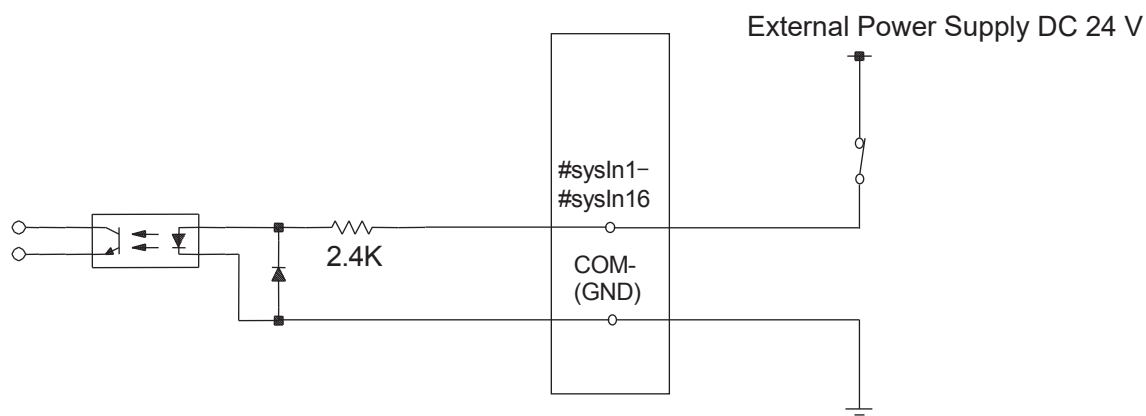 External Power Supply DC 24 V
#sysIn1−
#sysIn16
2.4K
COM-
(GND)